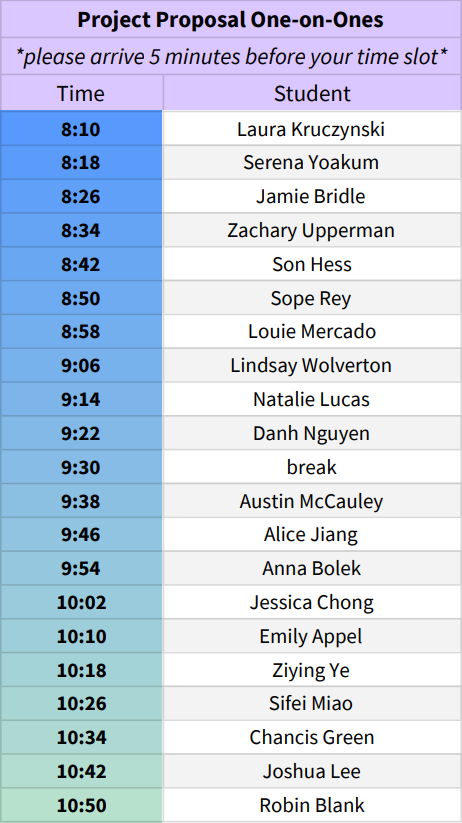 Project Proposal One-on-Ones
*please arrive 5 minutes before your time slot*
Time Student
8:10 Laura Kruczynski
8:18 Serena Yoakum
8:26 Jamie Bridle
8:34 Zachary Upperman
8:42 Son Hess
8:50 Sope Rey
8:58 Louie Mercado
9:06 Lindsay Wolverton
9:14 Natalie Lucas
9:22 Danh Nguyen
9:30 break
9:38 Austin McCauley
9:46 Alice Jiang
9:54 Anna Bolek
10:02 Jessica Chong
10:10 Emily Appel
10:18 Ziying Ye
10:26 Sifei Miao
10:34 Chancis Green
10:42 Joshua Lee
10:50 Robin Blank